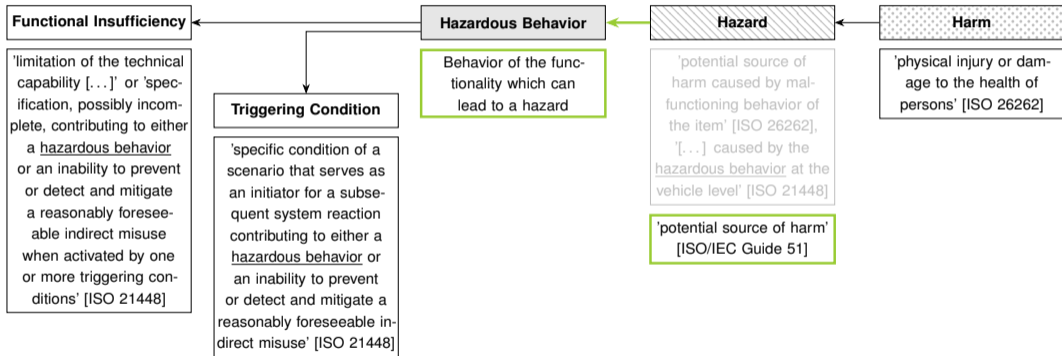 Functional Insufficiency
'limitation of the technical
capability [...]' or 'spec-
ification, possibly incom-
plete, contributing to either
a hazardous behavior
or an inability to prevent
or detect and mitigate
a reasonably foresee-
able indirect misuse
when activated by one
or more triggering con-
ditions' [ISO 21448]
Triggering Condition
'specific condition of a
scenario that serves as
an initiator for a subse-
quent system reaction
contributing to either a
hazardous behavior or
an inability to prevent
or detect and mitigate a
reasonably foreseeable in-
direct misuse' [ISO 21448]
Hazardous Behavior
Behavior of the func-
tionality which can
lead to a hazard
Hazard
'potential source of
harm caused by mal-
functioning behavior of
the item' [ISO 26262],
'[...] caused by the
hazardous behavior at the
vehicle level' [ISO 21448]
'potential source of harm'
[ISO/IEC Guide 51]
Harm
'physical injury or dam-
age to the health of
persons' [ISO 26262]